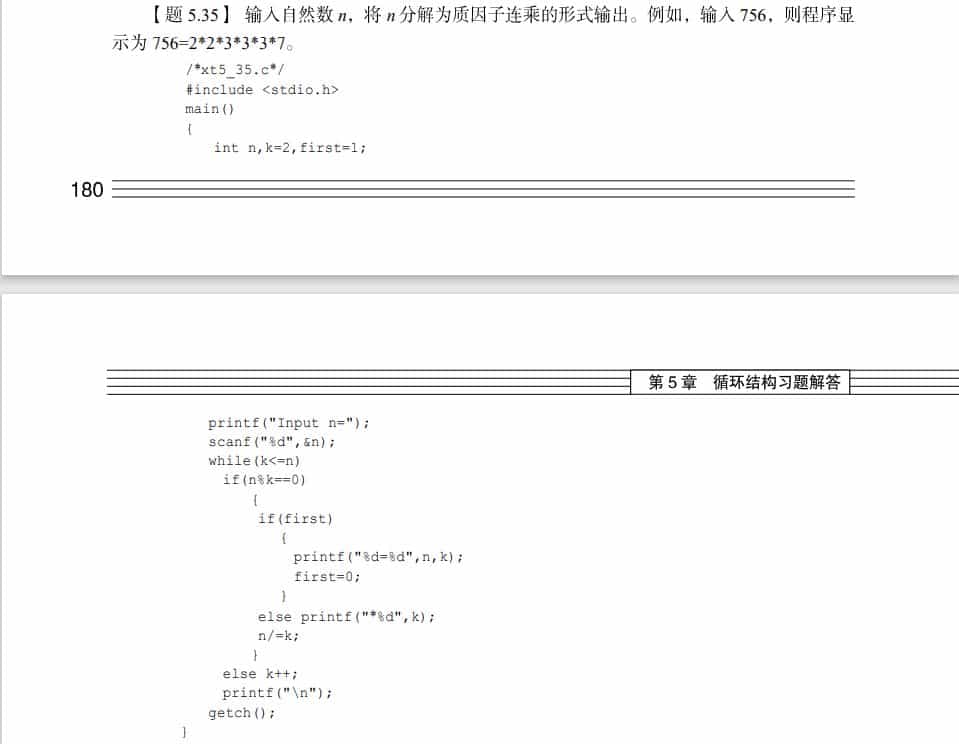 【题 5.35】 输入自然数 n，将 n 分解为质因子连乘的形式输出。例如，输入 756，则程序显
示为 756=2*2*3*3*3*7。
/*xt5_35.c*/
#include <stdio.h>
main()
{
int n,k=2,first=1;
180
第 5 章 循环结构习题解答
printf("Input n=");
scanf("%d",&n);
while(k<=n)
if(n%k==0)
{
if(first)
{
printf("%d=%d",n,k);
first=0;
}
else printf("*%d",k);
n/=k;
}
else k++;
printf("\n");
getch();
}